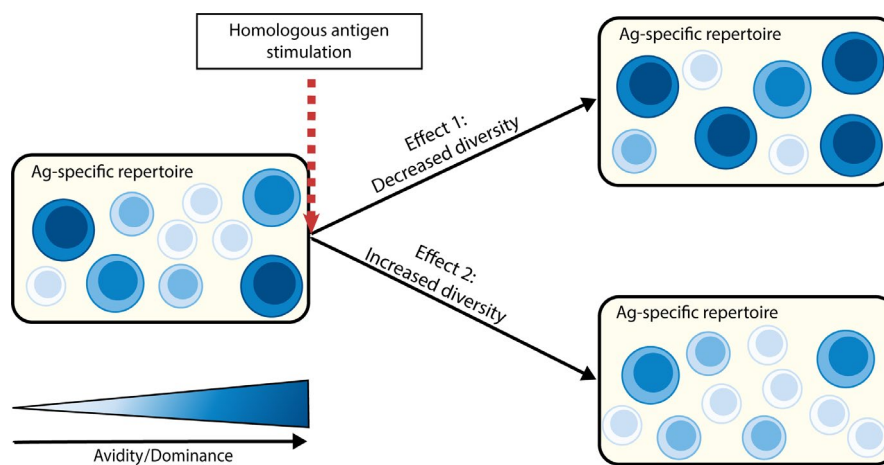 Homologous antigen
stimulation
Ag-specific repertoire
Effect 1:
Decreased diversity
Ag-specific repertoire
Effect 2:
Increased diversity
Ag-specific repertoire
Avidity/Dominance